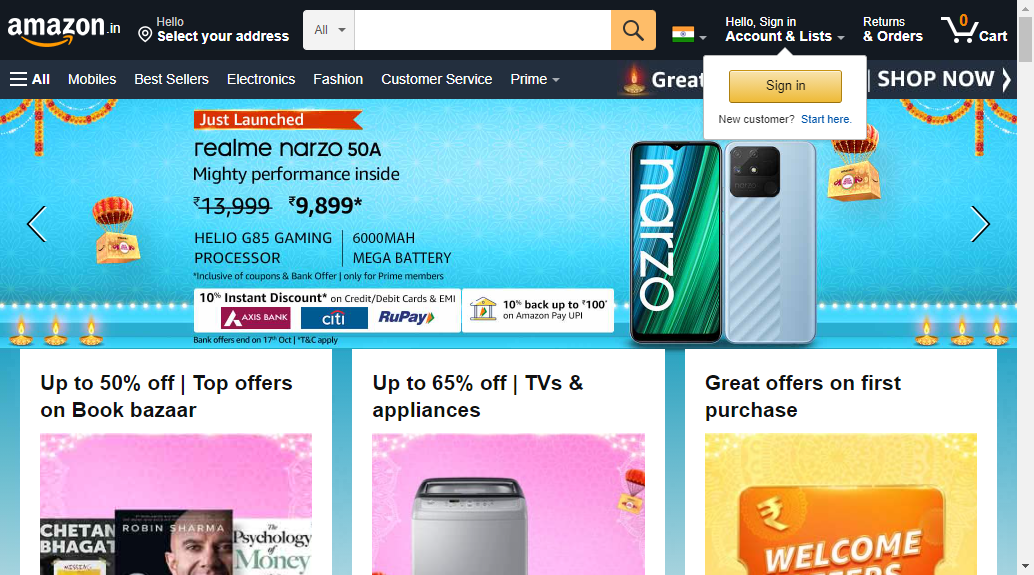 amazon.in
Hello
Select your address
All
Hello, Sign in
Account & Lists
Returns
& Orders
0
Cart
All
Mobiles
Best Sellers
Electronics
Fashion
Customer Service
Prime
Great
| SHOP NOW
Sign in
New customer? Start here.
Just Launched
realme narzo 50A
Mighty performance inside
₹13,999 ₹9,899*
HELIO G85 GAMING
PROCESSOR
6000MAH
MEGA BATTERY
*Inclusive of coupons & Bank Offer | only for Prime members
10% Instant Discount* on Credit/Debit Cards & EMI
AXIS BANK
citi
RuPay
10% back up to ₹100*
on Amazon Pay UPI
Bank offers end on 17th Oct | *T&C apply
narzo
narzo
Up to 50% off | Top offers
on Book bazaar
Up to 65% off | TVs &
appliances
Great offers on first
purchase
CHETAN
BHAGAT
ROBIN SHARMA
The
Psychology
of
Money
₹
WELCOME